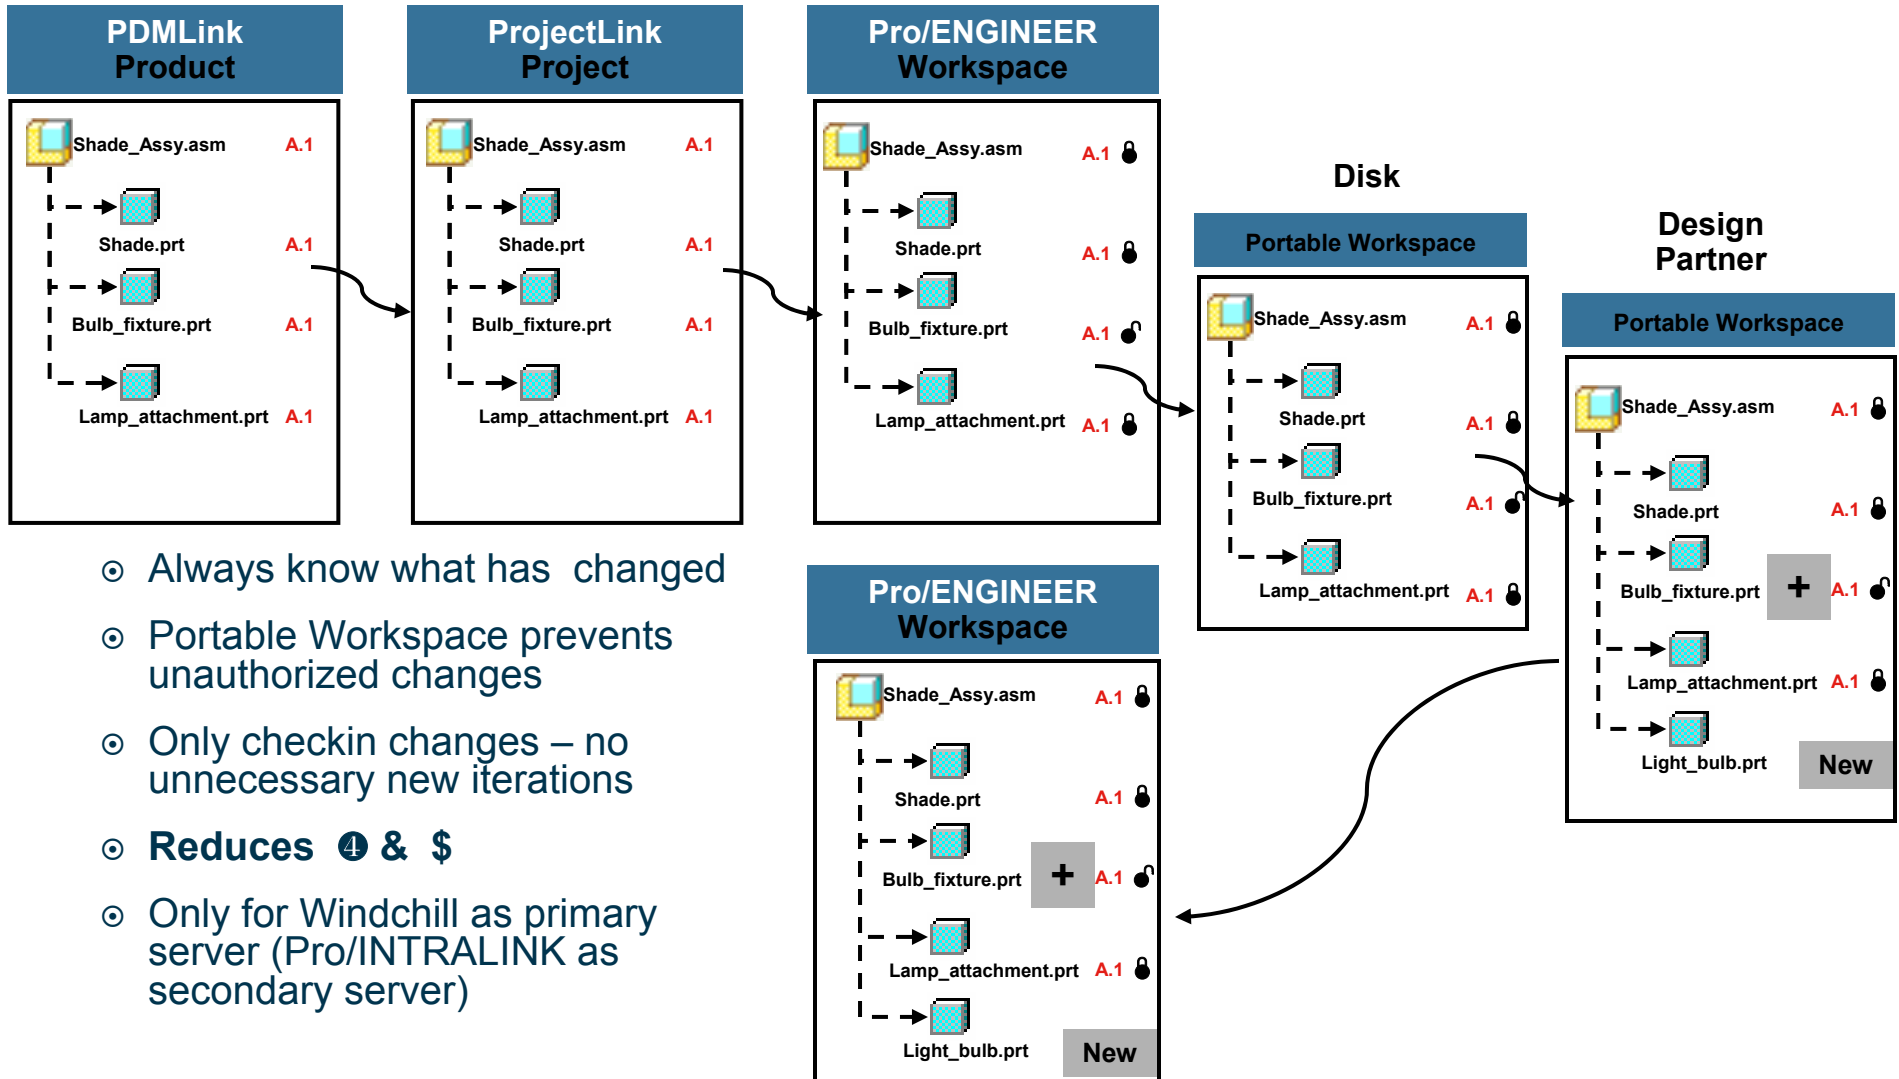 PDMLink
Product
Shade_Assy.asm A.1
Shade.prt A.1
Bulb_fixture.prt A.1
Lamp_attachment.prt A.1
ProjectLink
Project
Shade_Assy.asm A.1
Shade.prt A.1
Bulb_fixture.prt A.1
Lamp_attachment.prt A.1
Pro/ENGINEER
Workspace
Shade_Assy.asm A.1
Shade.prt A.1
Bulb_fixture.prt A.1
Lamp_attachment.prt A.1
Disk
Portable Workspace
Shade_Assy.asm A.1
Shade.prt A.1
Bulb_fixture.prt A.1
Lamp_attachment.prt A.1
Design
Partner
Portable Workspace
Shade_Assy.asm A.1
Shade.prt A.1
Bulb_fixture.prt + A.1
Lamp_attachment.prt A.1
Light_bulb.prt New
Always know what has changed
Portable Workspace prevents
unauthorized changes
Only checkin changes – no
unnecessary new iterations
Reduces ❹ & $
Only for Windchill as primary
server (Pro/INTRALINK as
secondary server)
Pro/ENGINEER
Workspace
Shade_Assy.asm A.1
Shade.prt A.1
Bulb_fixture.prt + A.1
Lamp_attachment.prt A.1
Light_bulb.prt New